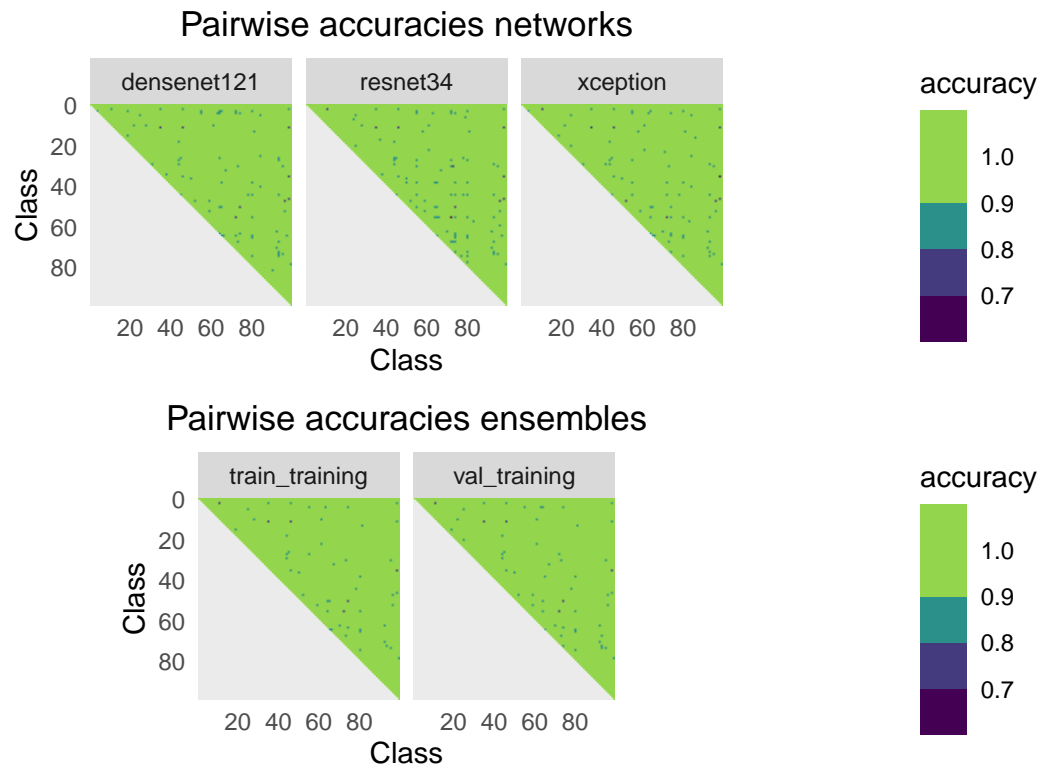 Pairwise accuracies networks
densenet121 resnet34 xception
accuracy
0
20
40
60
80
Class
20 40 60 80 20 40 60 80 20 40 60 80
Class
1.0
0.9
0.8
0.7
Pairwise accuracies ensembles
train_training val_training
accuracy
0
20
40
60
80
Class
20 40 60 80 20 40 60 80
Class
1.0
0.9
0.8
0.7